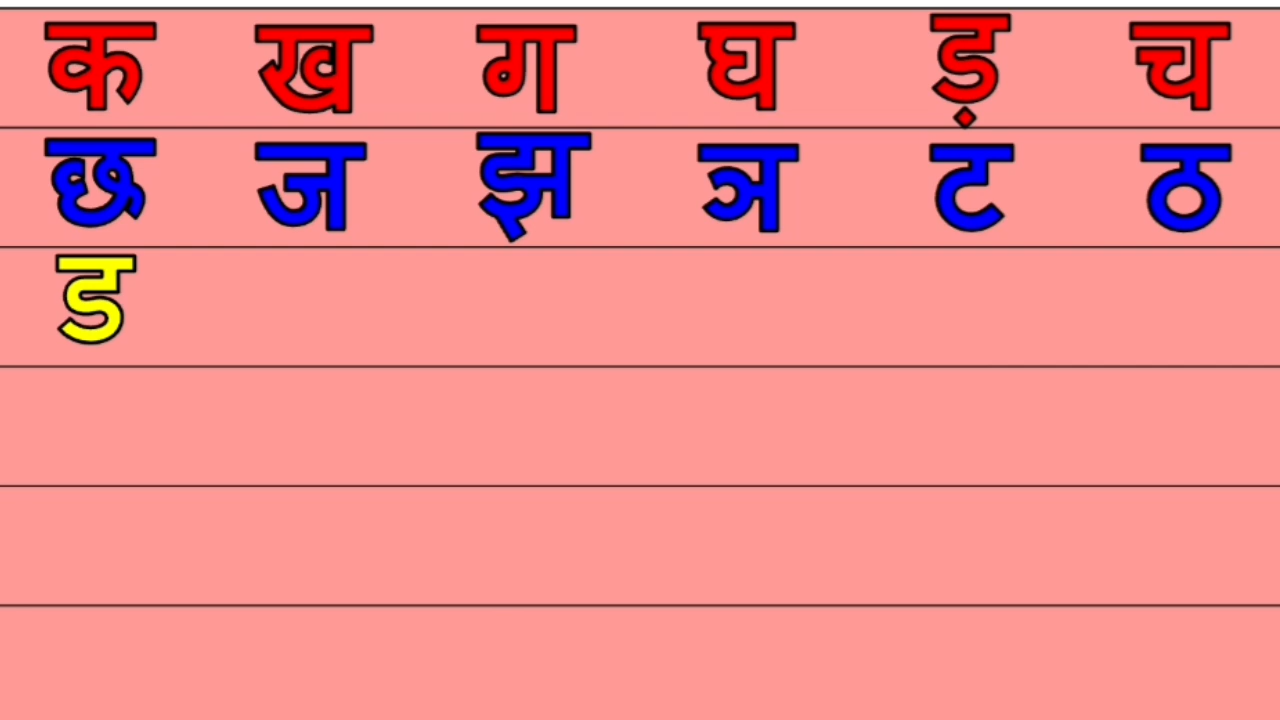 क ख ग घ ड़ च
छ ज झ ञ ट ठ
ड